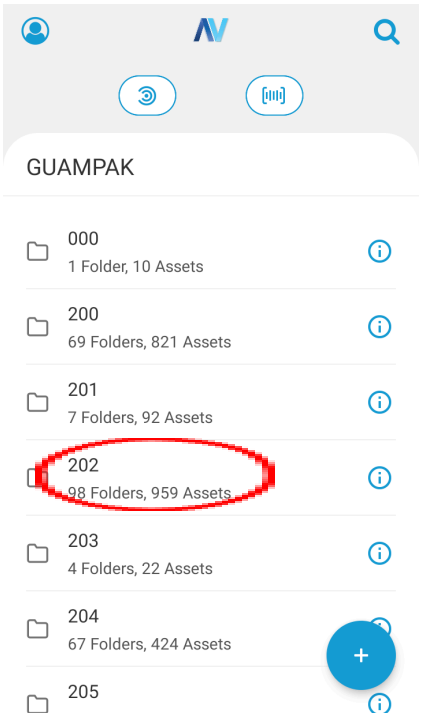 AV
GUAMPAK
000
1 Folder, 10 Assets
200
69 Folders, 821 Assets
201
7 Folders, 92 Assets
202
98 Folders, 959 Assets
203
4 Folders, 22 Assets
204
67 Folders, 424 Assets
205